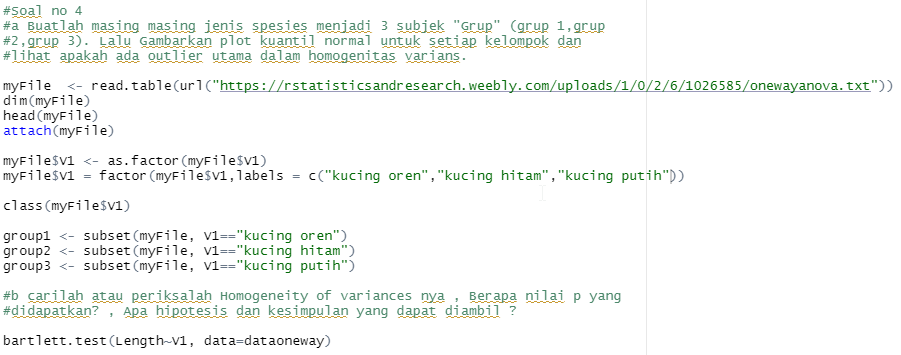 #Soal no 4
#a Buatlah masing masing jenis spesies menjadi 3 subjek "Grup" (grup 1,grup
#2,grup 3). Lalu Gambarkan plot kuantil normal untuk setiap kelompok dan
#lihat apakah ada outlier utama dalam homogenitas varians.
myFile  <- read.table(url("https://rstatisticsandresearch.weebly.com/uploads/1/0/2/6/1026585/onewayanova.txt"))
dim(myFile)
head(myFile)
attach(myFile)
myFile$V1 <- as.factor(myFile$V1)
myFile$V1 = factor(myFile$V1,labels = c("kucing oren","kucing hitam","kucing putih"))
class(myFile$V1)
group1 <- subset(myFile, V1=="kucing oren")
group2 <- subset(myFile, V1=="kucing hitam")
group3 <- subset(myFile, V1=="kucing putih")
#b carilah atau periksalah Homogeneity of variances nya , Berapa nilai p yang
#didapatkan? , Apa hipotesis dan kesimpulan yang dapat diambil ?
bartlett.test(Length~V1, data=dataoneway)